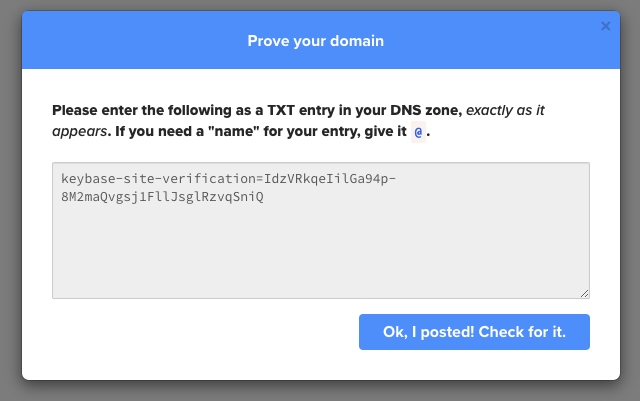 ×
Prove your domain
Please enter the following as a TXT entry in your DNS zone, exactly as it
appears. If you need a "name" for your entry, give it @.
keybase-site-verification=IdzVRkqeIilGa94p-
8M2maQvgsj1FllJsglRzvqSniQ
Ok, I posted! Check for it.